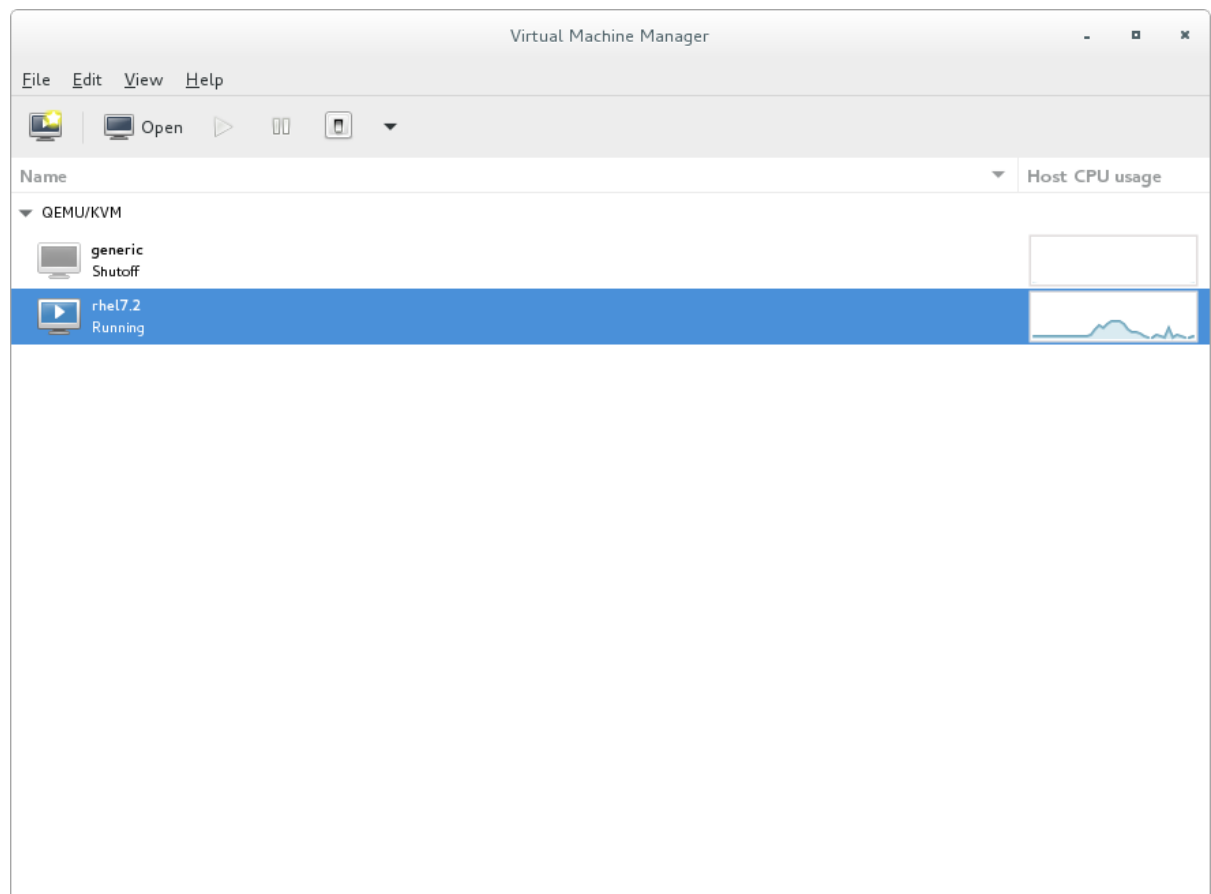 Virtual Machine Manager
File Edit View Help
Open
Name Host CPU usage
QEMU/KVM
generic
Shutoff
rhel7.2
Running